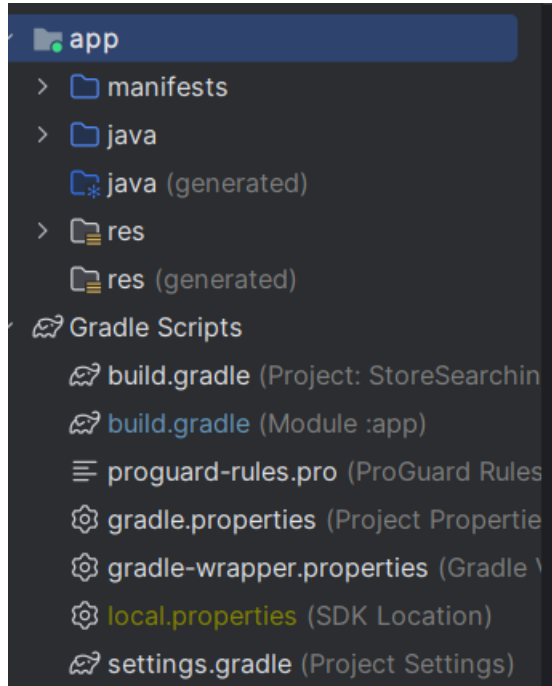 app
manifests
java
java (generated)
res
res (generated)
Gradle Scripts
build.gradle (Project: StoreSearchin
build.gradle (Module :app)
proguard-rules.pro (ProGuard Rules
gradle.properties (Project Propertie
gradle-wrapper.properties (Gradle V
local.properties (SDK Location)
settings.gradle (Project Settings)